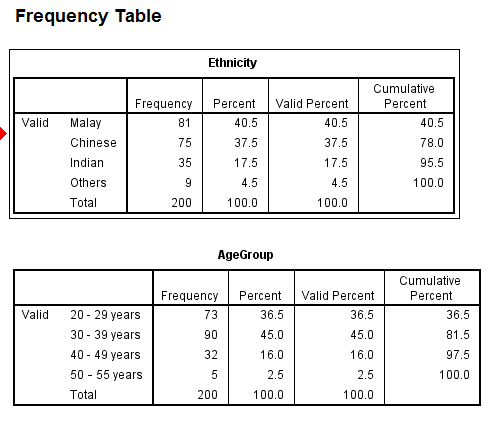 Frequency Table
Ethnicity
Frequency Percent Valid Percent Cumulative Percent
Valid Malay 81 40.5 40.5 40.5
Chinese 75 37.5 37.5 78.0
Indian 35 17.5 17.5 95.5
Others 9 4.5 4.5 100.0
Total 200 100.0 100.0
AgeGroup
Frequency Percent Valid Percent Cumulative Percent
Valid 20 - 29 years 73 36.5 36.5 36.5
30 - 39 years 90 45.0 45.0 81.5
40 - 49 years 32 16.0 16.0 97.5
50 - 55 years 5 2.5 2.5 100.0
Total 200 100.0 100.0